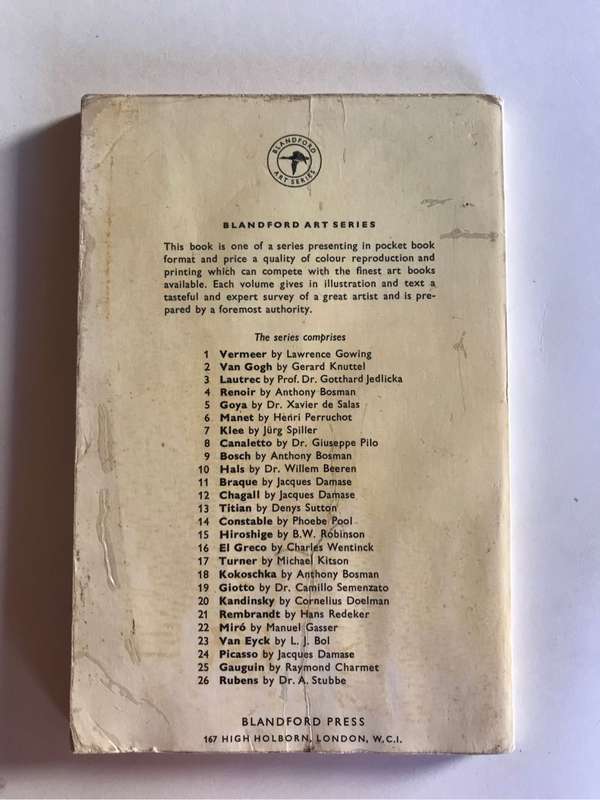 BLANDFORD
ART SERIES
BLANDFORD ART SERIES
This book is one of a series presenting in pocket book
format and price a quality of colour reproduction and
printing which can compete with the finest art books
available. Each volume gives in illustration and text a
tasteful and expert survey of a great artist and is pre-
pared by a foremost authority.
The series comprises
1 Vermeer by Lawrence Gowing
2 Van Gogh by Gerard Knuttel
3 Lautrec by Prof. Dr. Gotthard Jedlicka
4 Renoir by Anthony Bosman
5 Goya by Dr. Xavier de Salas
6 Manet by Henri Perruchot
7 Klee by Jürg Spiller
8 Canaletto by Dr. Giuseppe Pilo
9 Bosch by Anthony Bosman
10 Hals by Dr. Willem Beeren
11 Braque by Jacques Damase
12 Chagall by Jacques Damase
13 Titian by Denys Sutton
14 Constable by Phoebe Pool
15 Hiroshige by B.W. Robinson
16 El Greco by Charles Wentinck
17 Turner by Michael Kitson
18 Kokoschka by Anthony Bosman
19 Giotto by Dr. Camillo Semenzato
20 Kandinsky by Cornelius Doelman
21 Rembrandt by Hans Redeker
22 Miró by Manuel Gasser
23 Van Eyck by L. J. Bol
24 Picasso by Jacques Damase
25 Gauguin by Raymond Charmet
26 Rubens by Dr. A. Stubbe
BLANDFORD PRESS
167 HIGH HOLBORN, LONDON, W.C.I.